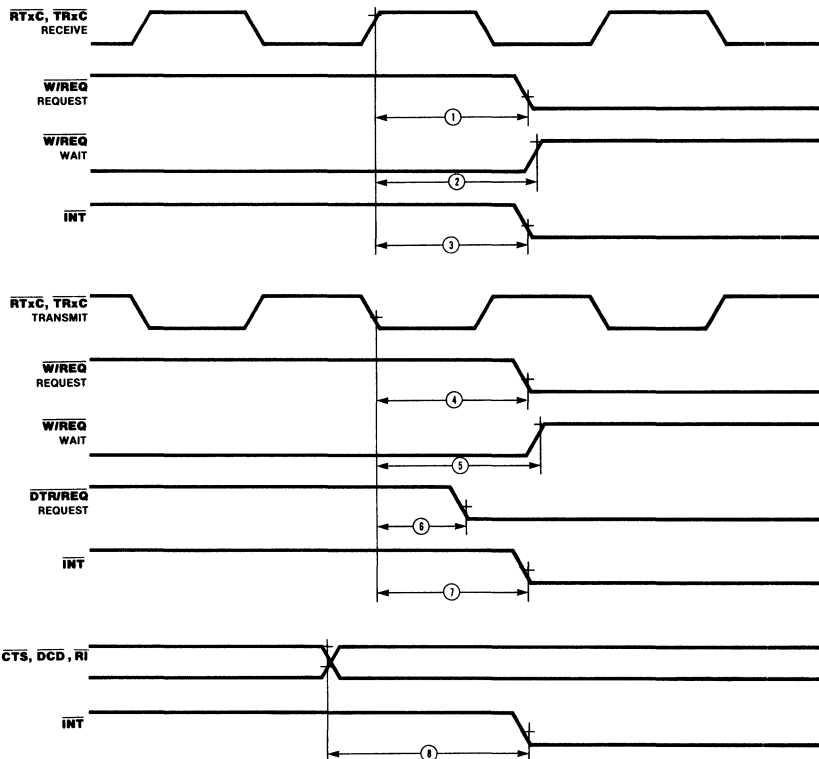 RTxC, TRxC
RECEIVE
W/REQ
REQUEST
1
W/REQ
WAIT
2
INT
3
RTxC, TRxC
TRANSMIT
W/REQ
REQUEST
4
W/REQ
WAIT
5
DTR/REQ
REQUEST
6
INT
7
CTS, DCD, RI
INT
8